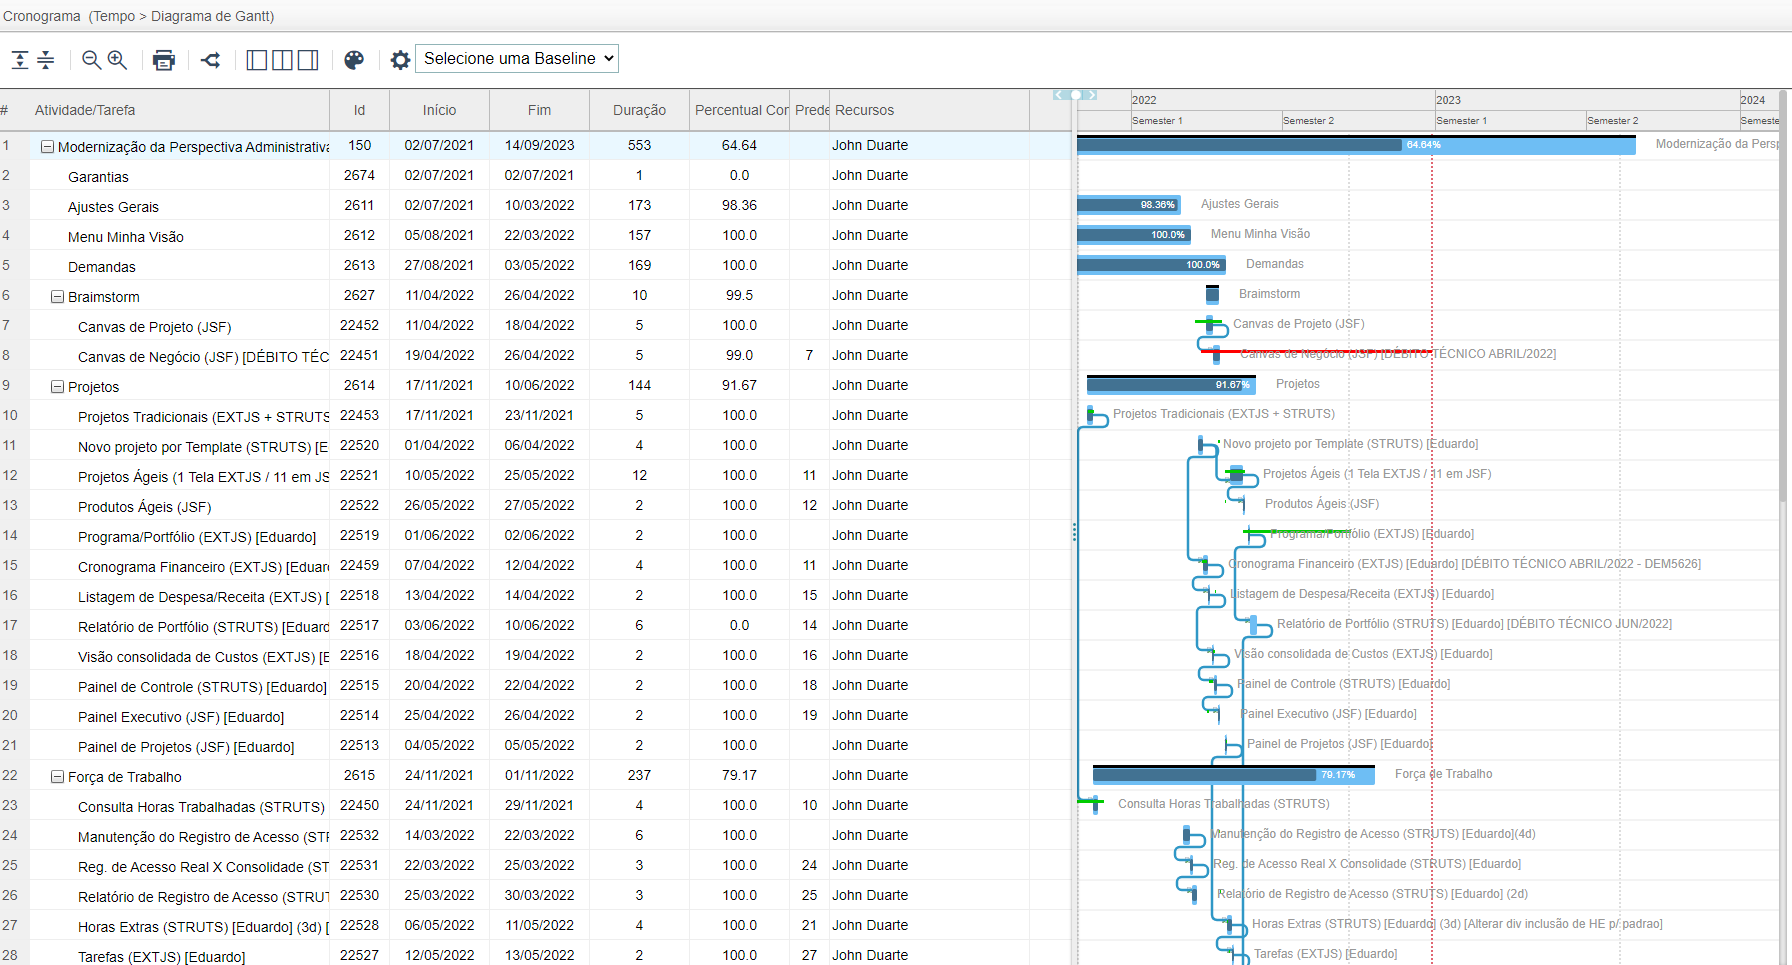 Cronograma (Tempo > Diagrama de Gantt)
Selecione uma Baseline
# Atividade/Tarefa Id Início Fim Duração Percentual Cor Prede Recursos
2022 2023 2024
Semester 1 Semester 2 Semester 1 Semester 2 Semeste
1 Modernização da Perspectiva Administrativa 150 02/07/2021 14/09/2023 553 64.64 John Duarte 64.64% Modernização da Persp
2 Garantias 2674 02/07/2021 02/07/2021 1 0.0 John Duarte
3 Ajustes Gerais 2611 02/07/2021 10/03/2022 173 98.36 John Duarte 98.36% Ajustes Gerais
4 Menu Minha Visão 2612 05/08/2021 22/03/2022 157 100.0 John Duarte 100.0% Menu Minha Visão
5 Demandas 2613 27/08/2021 03/05/2022 169 100.0 John Duarte 100.0% Demandas
6 Braimstorm 2627 11/04/2022 26/04/2022 10 99.5 John Duarte Braimstorm
7 Canvas de Projeto (JSF) 22452 11/04/2022 18/04/2022 5 100.0 John Duarte Canvas de Projeto (JSF)
8 Canvas de Negócio (JSF) [DÉBITO TÉC 22451 19/04/2022 26/04/2022 5 99.0 7 John Duarte Canvas de Negócio (JSF) [DÉBITO TÉCNICO ABRIL/2022]
9 Projetos 2614 17/11/2021 10/06/2022 144 91.67 John Duarte 91.67% Projetos
10 Projetos Tradicionais (EXTJS + STRUTS 22453 17/11/2021 23/11/2021 5 100.0 John Duarte Projetos Tradicionais (EXTJS + STRUTS)
11 Novo projeto por Template (STRUTS) [E 22520 01/04/2022 06/04/2022 4 100.0 John Duarte Novo projeto por Template (STRUTS) [Eduardo]
12 Projetos Ágeis (1 Tela EXTJS / 11 em JS 22521 10/05/2022 25/05/2022 12 100.0 11 John Duarte Projetos Ágeis (1 Tela EXTJS / 11 em JSF)
13 Produtos Ágeis (JSF) 22522 26/05/2022 27/05/2022 2 100.0 12 John Duarte Produtos Ágeis (JSF)
14 Programa/Portfólio (EXTJS) [Eduardo] 22519 01/06/2022 02/06/2022 2 100.0 John Duarte Programa/Portfólio (EXTJS) [Eduardo]
15 Cronograma Financeiro (EXTJS) [Eduar 22459 07/04/2022 12/04/2022 4 100.0 11 John Duarte Cronograma Financeiro (EXTJS) [Eduardo] [DÉBITO TÉCNICO ABRIL/2022 - DEM5626]
16 Listagem de Despesa/Receita (EXTJS) [ 22518 13/04/2022 14/04/2022 2 100.0 15 John Duarte Listagem de Despesa/Receita (EXTJS) [Eduardo]
17 Relatório de Portfólio (STRUTS) [Eduard 22517 03/06/2022 10/06/2022 6 0.0 14 John Duarte Relatório de Portfólio (STRUTS) [Eduardo] [DÉBITO TÉCNICO JUN/2022]
18 Visão consolidada de Custos (EXTJS) [E 22516 18/04/2022 19/04/2022 2 100.0 16 John Duarte Visão consolidada de Custos (EXTJS) [Eduardo]
19 Painel de Controle (STRUTS) [Eduardo] 22515 20/04/2022 22/04/2022 2 100.0 18 John Duarte Painel de Controle (STRUTS) [Eduardo]
20 Painel Executivo (JSF) [Eduardo] 22514 25/04/2022 26/04/2022 2 100.0 19 John Duarte Painel Executivo (JSF) [Eduardo]
21 Painel de Projetos (JSF) [Eduardo] 22513 04/05/2022 05/05/2022 2 100.0 John Duarte Painel de Projetos (JSF) [Eduardo]
22 Força de Trabalho 2615 24/11/2021 01/11/2022 237 79.17 John Duarte 79.17% Força de Trabalho
23 Consulta Horas Trabalhadas (STRUTS) 22450 24/11/2021 29/11/2021 4 100.0 10 John Duarte Consulta Horas Trabalhadas (STRUTS)
24 Manutenção do Registro de Acesso (STR 22532 14/03/2022 22/03/2022 6 100.0 John Duarte Manutenção do Registro de Acesso (STRUTS) [Eduardo](4d)
25 Reg. de Acesso Real X Consolidade (ST 22531 22/03/2022 25/03/2022 3 100.0 24 John Duarte Reg. de Acesso Real X Consolidade (STRUTS) [Eduardo]
26 Relatório de Registro de Acesso (STRUT 22530 25/03/2022 30/03/2022 3 100.0 25 John Duarte Relatório de Registro de Acesso (STRUTS) [Eduardo] (2d)
27 Horas Extras (STRUTS) [Eduardo] (3d) [ 22528 06/05/2022 11/05/2022 4 100.0 21 John Duarte Horas Extras (STRUTS) [Eduardo] (3d) [Alterar div inclusão de HE p/ padrao]
28 Tarefas (EXTJS) [Eduardo] 22527 12/05/2022 13/05/2022 2 100.0 27 John Duarte Tarefas (EXTJS) [Eduardo]